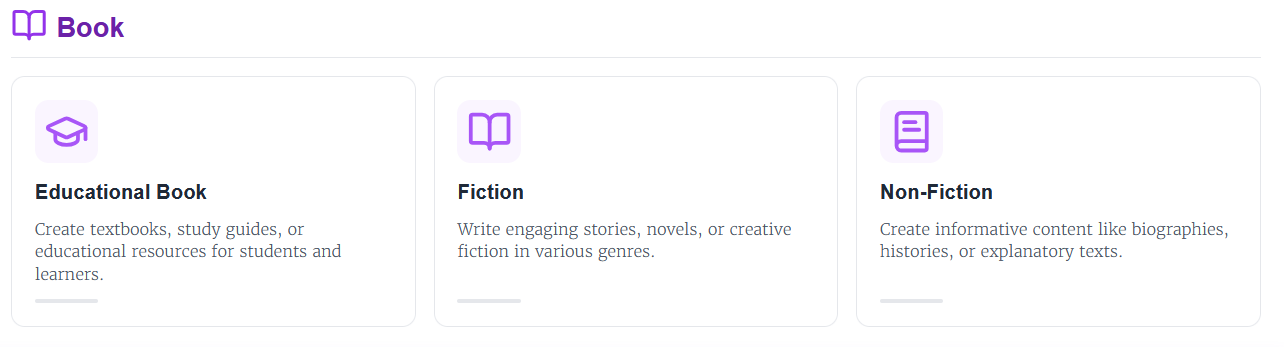 Book
Educational Book
Create textbooks, study guides, or
educational resources for students and
learners.
Fiction
Write engaging stories, novels, or creative
fiction in various genres.
Non-Fiction
Create informative content like biographies,
histories, or explanatory texts.